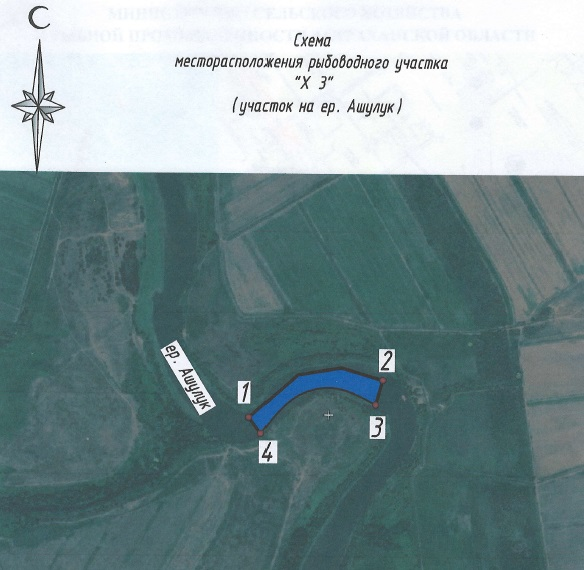 С
Схема
месторасположения рыбоводного участка
"Х 3"
(участок на ер. Ашулук)
ер. Ашулук
1
2
3
4